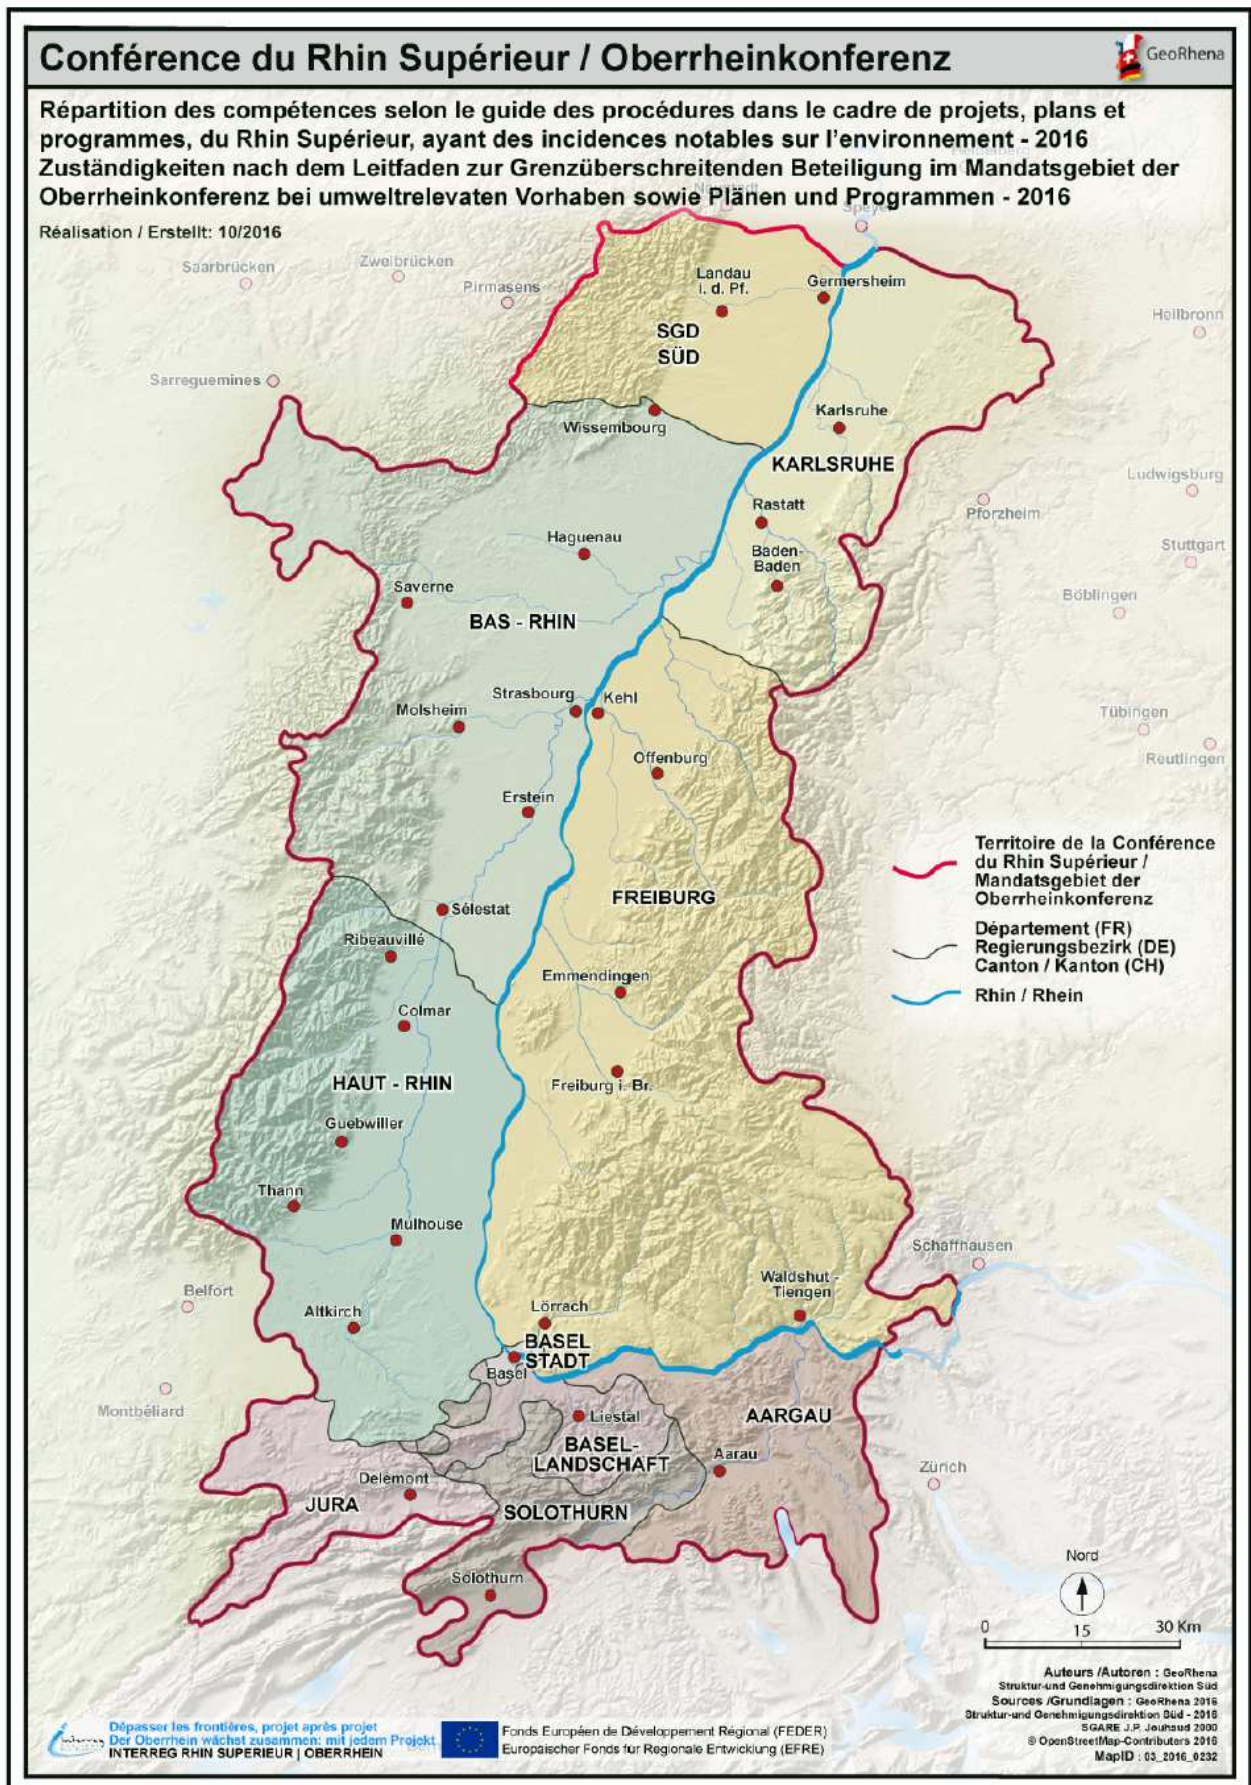 Conférence du Rhin Supérieur / Oberrheinkonferenz
GeoRhena
Répartition des compétences selon le guide des procédures dans le cadre de projets, plans et
programmes, du Rhin Supérieur, ayant des incidences notables sur l'environnement - 2016
Zuständigkeiten nach dem Leitfaden zur Grenzüberschreitenden Beteiligung im Mandatsgebiet der
Oberrheinkonferenz bei umweltrelevaten Vorhaben sowie Plänen und Programmen - 2016
Réalisation / Erstellt: 10/2016
Heidelberg
Neustadt
Speyer
Saarbrücken
Zweibrücken
Pirmasens
Landau
i. d. Pf.
Germersheim
Heilbronn
SGD
SÜD
Sarreguemines
Wissembourg
Karlsruhe
KARLSRUHE
Ludwigsburg
Pforzheim
Rastatt
Haguenau
Baden-
Baden
Stuttgart
Saverne
Böblingen
BAS - RHIN
Strasbourg
Kehl
Molsheim
Tübingen
Offenburg
Reutlingen
Erstein
Territoire de la Conférence
du Rhin Supérieur /
Mandatsgebiet der
Oberrheinkonferenz
FREIBURG
Sélestat
Département (FR)
Regierungsbezirk (DE)
Canton / Kanton (CH)
Ribeauvillé
Emmendingen
Rhin / Rhein
Colmar
HAUT - RHIN
Freiburg i. Br.
Guebwiller
Thann
Mulhouse
Schaffhausen
Belfort
Waldshut -
Tiengen
Altkirch
Lörrach
BASEL
STADT
Basel
Montbéliard
Liestal
AARGAU
BASEL-
LANDSCHAFT
Aarau
Zürich
Delemont
JURA
SOLOTHURN
Solothurn
Nord
0
15
30 Km
Auteurs /Autoren : GeoRhena
Struktur-und Genehmigungsdirektion Süd
Sources /Grundlagen : GeoRhena 2016
Struktur-und Genehmigungsdirektion Süd - 2016
SGARE J.P. Jouhaud 2000
© OpenStreetMap-Contributers 2016
MapID : 03_2016_0232
Dépasser les frontières, projet après projet
Der Oberrhein wächst zusammen: mit jedem Projekt
INTERREG RHIN SUPERIEUR | OBERRHEIN
Fonds Européen de Développement Régional (FEDER)
Europäischer Fonds für Regionale Entwicklung (EFRE)